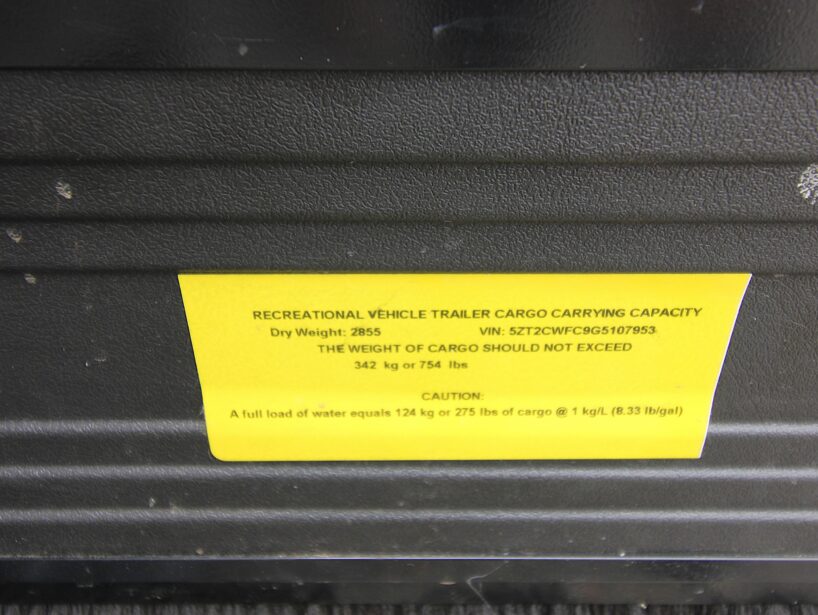 RECREATIONAL VEHICLE TRAILER CARGO CARRYING CAPACITY
Dry Weight: 2855 VIN: 5ZT2CWFC9G5107953
THE WEIGHT OF CARGO SHOULD NOT EXCEED
342 kg or 754 lbs
CAUTION:
A full load of water equals 124 kg or 275 lbs of cargo @ 1 kg/L (8.33 lb/gal)